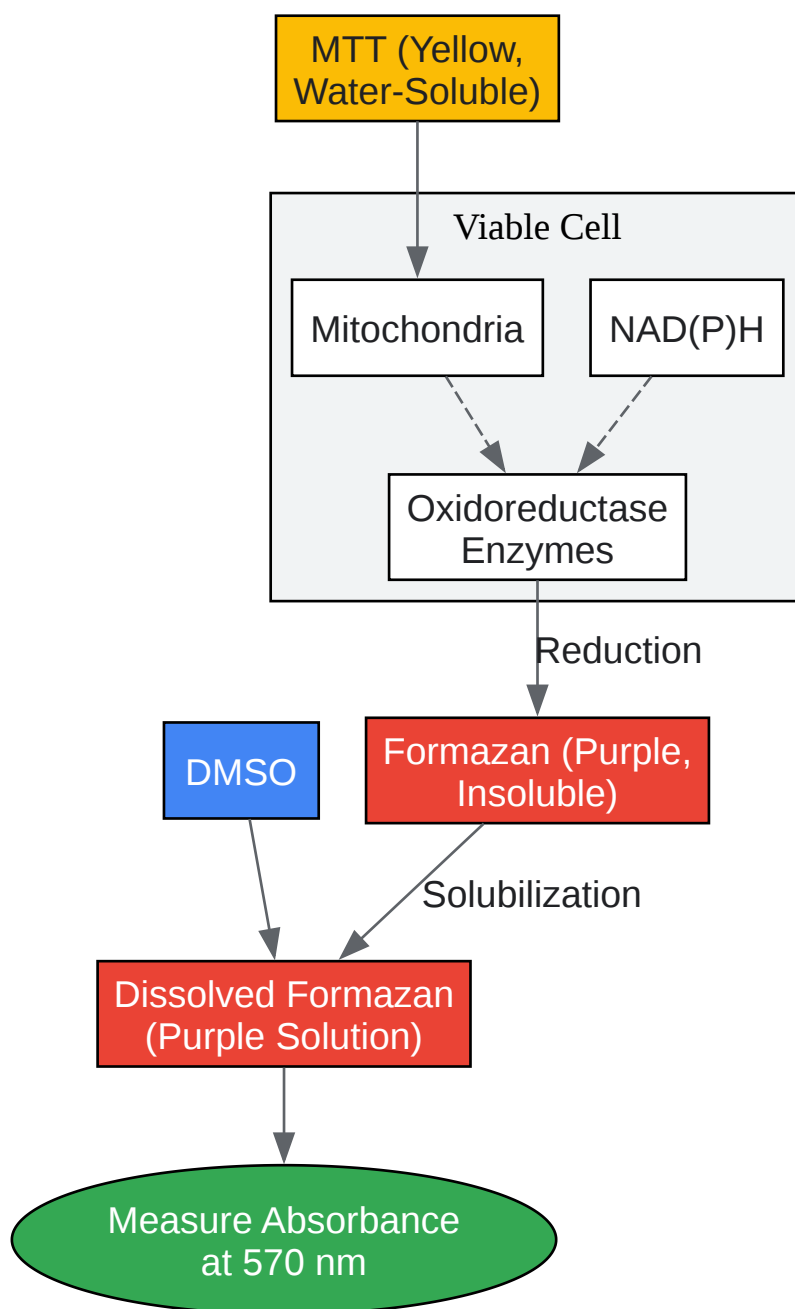 MTT (Yellow,
Water-Soluble)
Viable Cell
Mitochondria
NAD(P)H
Oxidoreductase
Enzymes
Reduction
DMSO
Formazan (Purple,
Insoluble)
Solubilization
Dissolved Formazan
(Purple Solution)
Measure Absorbance
at 570 nm